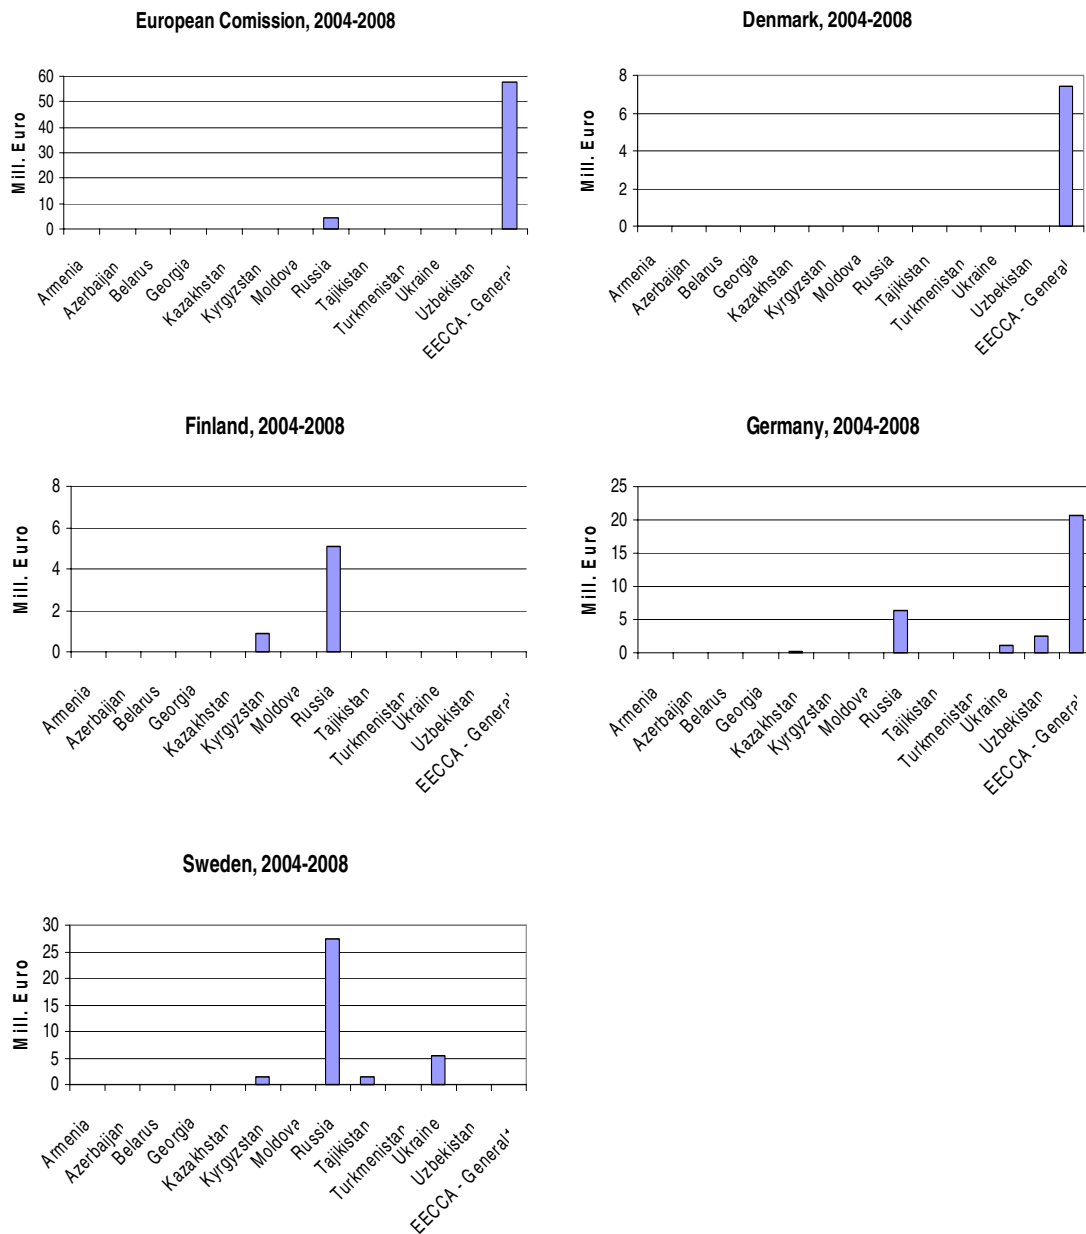 European Comission, 2004-2008
Mill. Euro
60
50
40
30
20
10
0
Armenia
Azerbaijan
Belarus
Georgia
Kazakhstan
Kyrgyzstan
Moldova
Russia
Tajikistan
Turkmenistan
Ukraine
Uzbekistan
EECCA - General
Denmark, 2004-2008
Mill. Euro
8
6
4
2
0
Armenia
Azerbaijan
Belarus
Georgia
Kazakhstan
Kyrgyzstan
Moldova
Russia
Tajikistan
Turkmenistan
Ukraine
Uzbekistan
EECCA - General
Finland, 2004-2008
Mill. Euro
8
6
4
2
0
Armenia
Azerbaijan
Belarus
Georgia
Kazakhstan
Kyrgyzstan
Moldova
Russia
Tajikistan
Turkmenistan
Ukraine
Uzbekistan
EECCA - General
Germany, 2004-2008
Mill. Euro
25
20
15
10
5
0
Armenia
Azerbaijan
Belarus
Georgia
Kazakhstan
Kyrgyzstan
Moldova
Russia
Tajikistan
Turkmenistan
Ukraine
Uzbekistan
EECCA - General
Sweden, 2004-2008
Mill. Euro
30
25
20
15
10
5
0
Armenia
Azerbaijan
Belarus
Georgia
Kazakhstan
Kyrgyzstan
Moldova
Russia
Tajikistan
Turkmenistan
Ukraine
Uzbekistan
EECCA - General